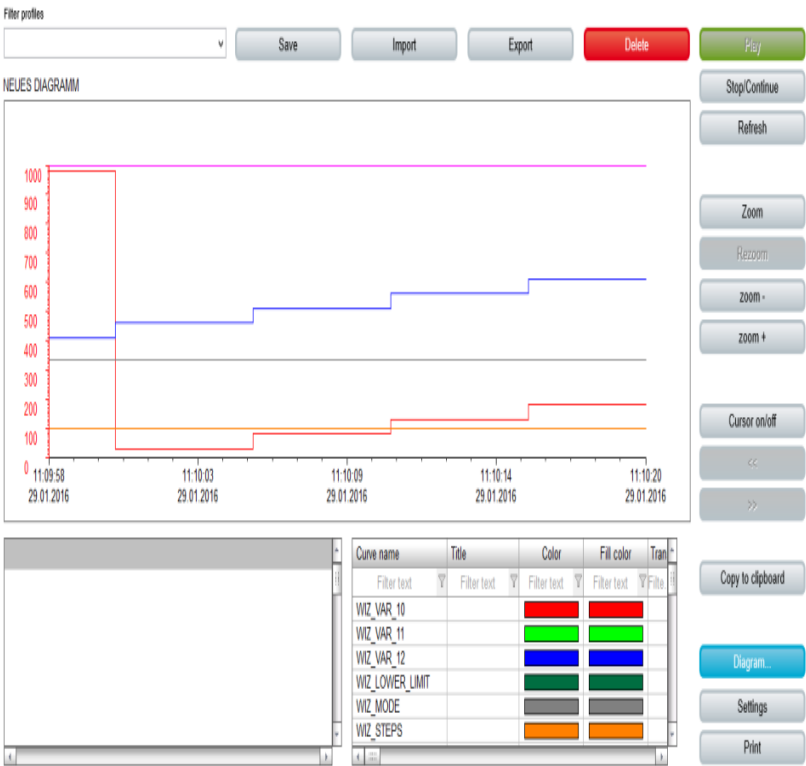 Filter profiles
Save Import Export Delete Play
NEUES DIAGRAMM
Stop/Continue
Refresh
1000
900
800
700
600
500
400
300
200
100
0
11:09:58 11:10:03 11:10:09 11:10:14 11:10:20
29.01.2016 29.01.2016 29.01.2016 29.01.2016 29.01.2016
Zoom
Rezoom
zoom -
zoom +
Cursor on/off
<<
>>
Curve name Title Color Fill color Tran
Filter text Filter text Filter text Filter text Filte.
WIZ_VAR_10
WIZ_VAR_11
WIZ_VAR_12
WIZ_LOWER_LIMIT
WIZ_MODE
WIZ_STEPS
Copy to clipboard
Diagram...
Settings
Print